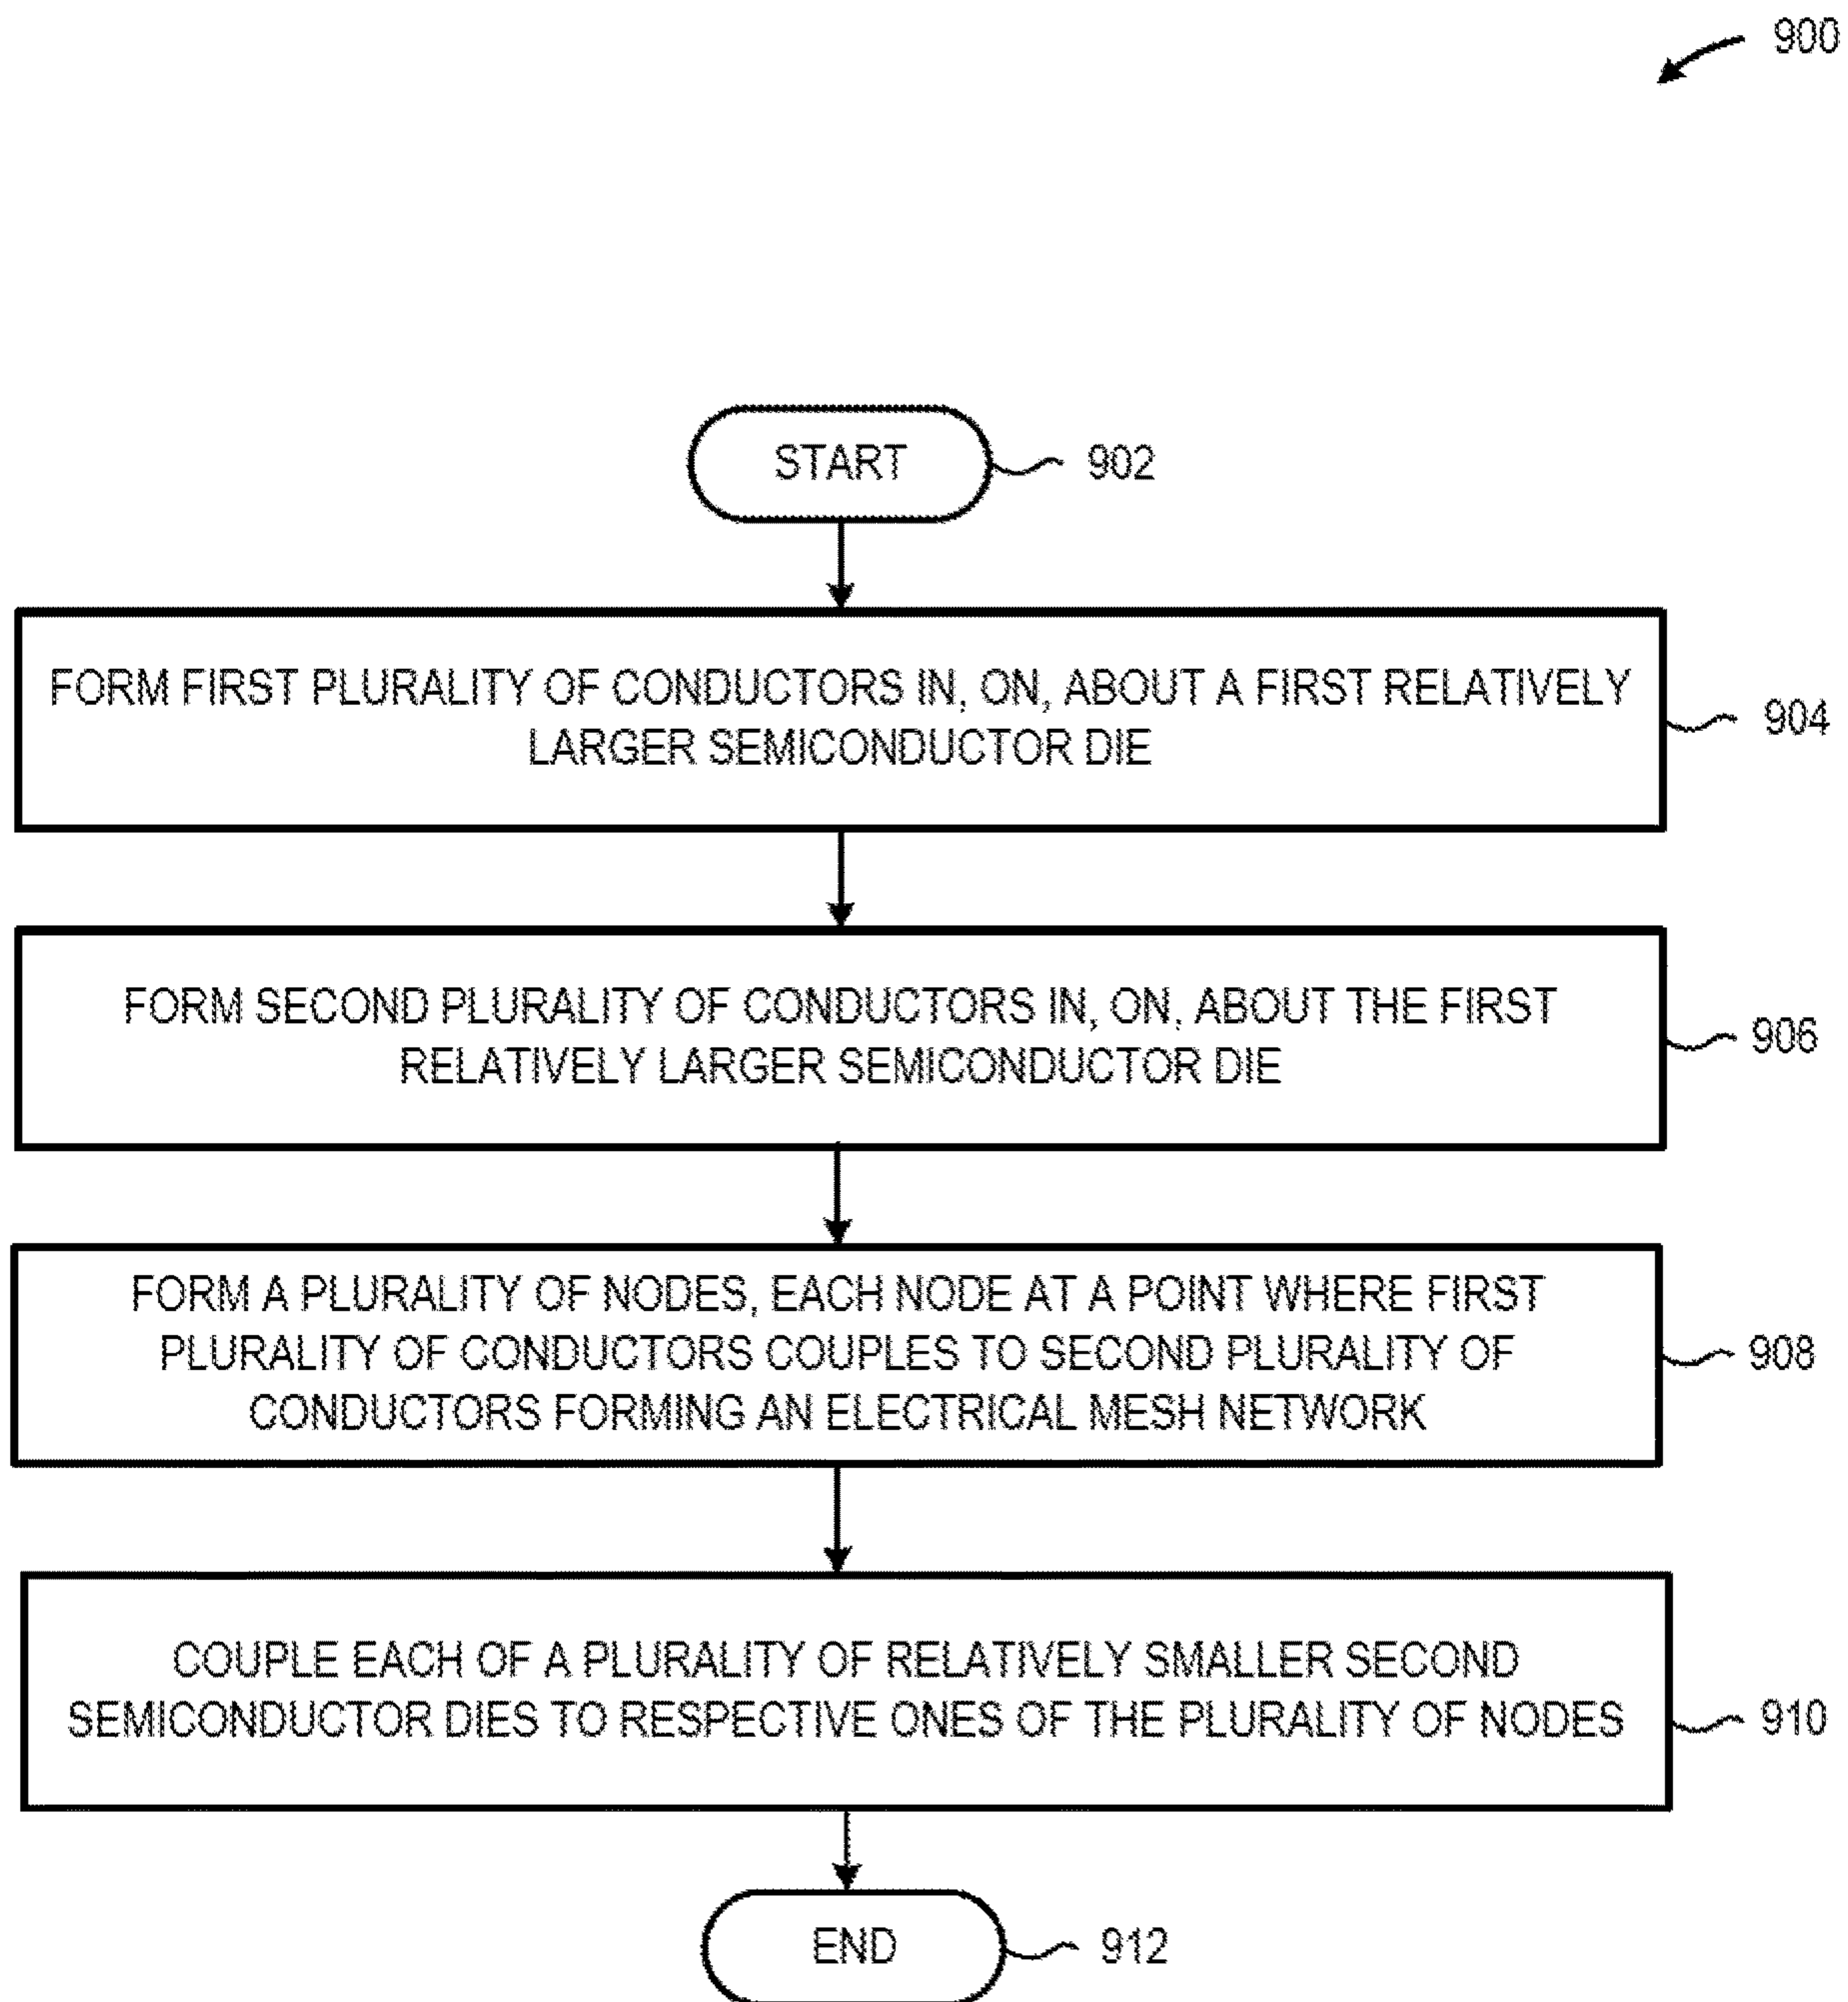 900
START
902
FORM FIRST PLURALITY OF CONDUCTORS IN, ON, ABOUT A FIRST RELATIVELY
LARGER SEMICONDUCTOR DIE
904
FORM SECOND PLURALITY OF CONDUCTORS IN, ON, ABOUT THE FIRST
RELATIVELY LARGER SEMICONDUCTOR DIE
906
FORM A PLURALITY OF NODES, EACH NODE AT A POINT WHERE FIRST
PLURALITY OF CONDUCTORS COUPLES TO SECOND PLURALITY OF
CONDUCTORS FORMING AN ELECTRICAL MESH NETWORK
908
COUPLE EACH OF A PLURALITY OF RELATIVELY SMALLER SECOND
SEMICONDUCTOR DIES TO RESPECTIVE ONES OF THE PLURALITY OF NODES
910
END
912